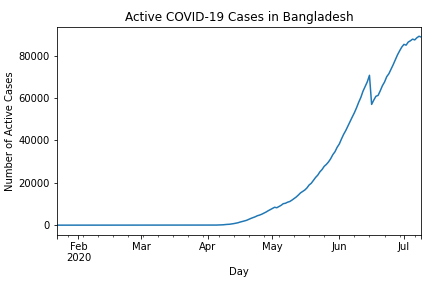 Active COVID-19 Cases in Bangladesh
Number of Active Cases
80000
60000
40000
20000
0
Feb Mar Apr May Jun Jul
2020
Day